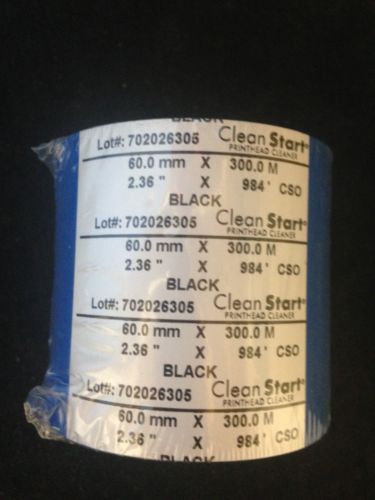 BLACK
Lot#: 702026305 Clean Start®
PRINTHEAD CLEANER
60.0 mm X 300.0 M
2.36 " X 984' CSO
BLACK
Lot#: 702026305 Clean Start®
PRINTHEAD CLEANER
60.0 mm X 300.0 M
2.36 " X 984' CSO
BLACK
Lot#: 702026305 Clean Start®
PRINTHEAD CLEANER
60.0 mm X 300.0 M
2.36 " X 984' CSO
BLACK
Lot#: 702026305 Clean Start®
PRINTHEAD CLEANER
60.0 mm X 300.0 M
2.36 " X 984' CSO
BLACK